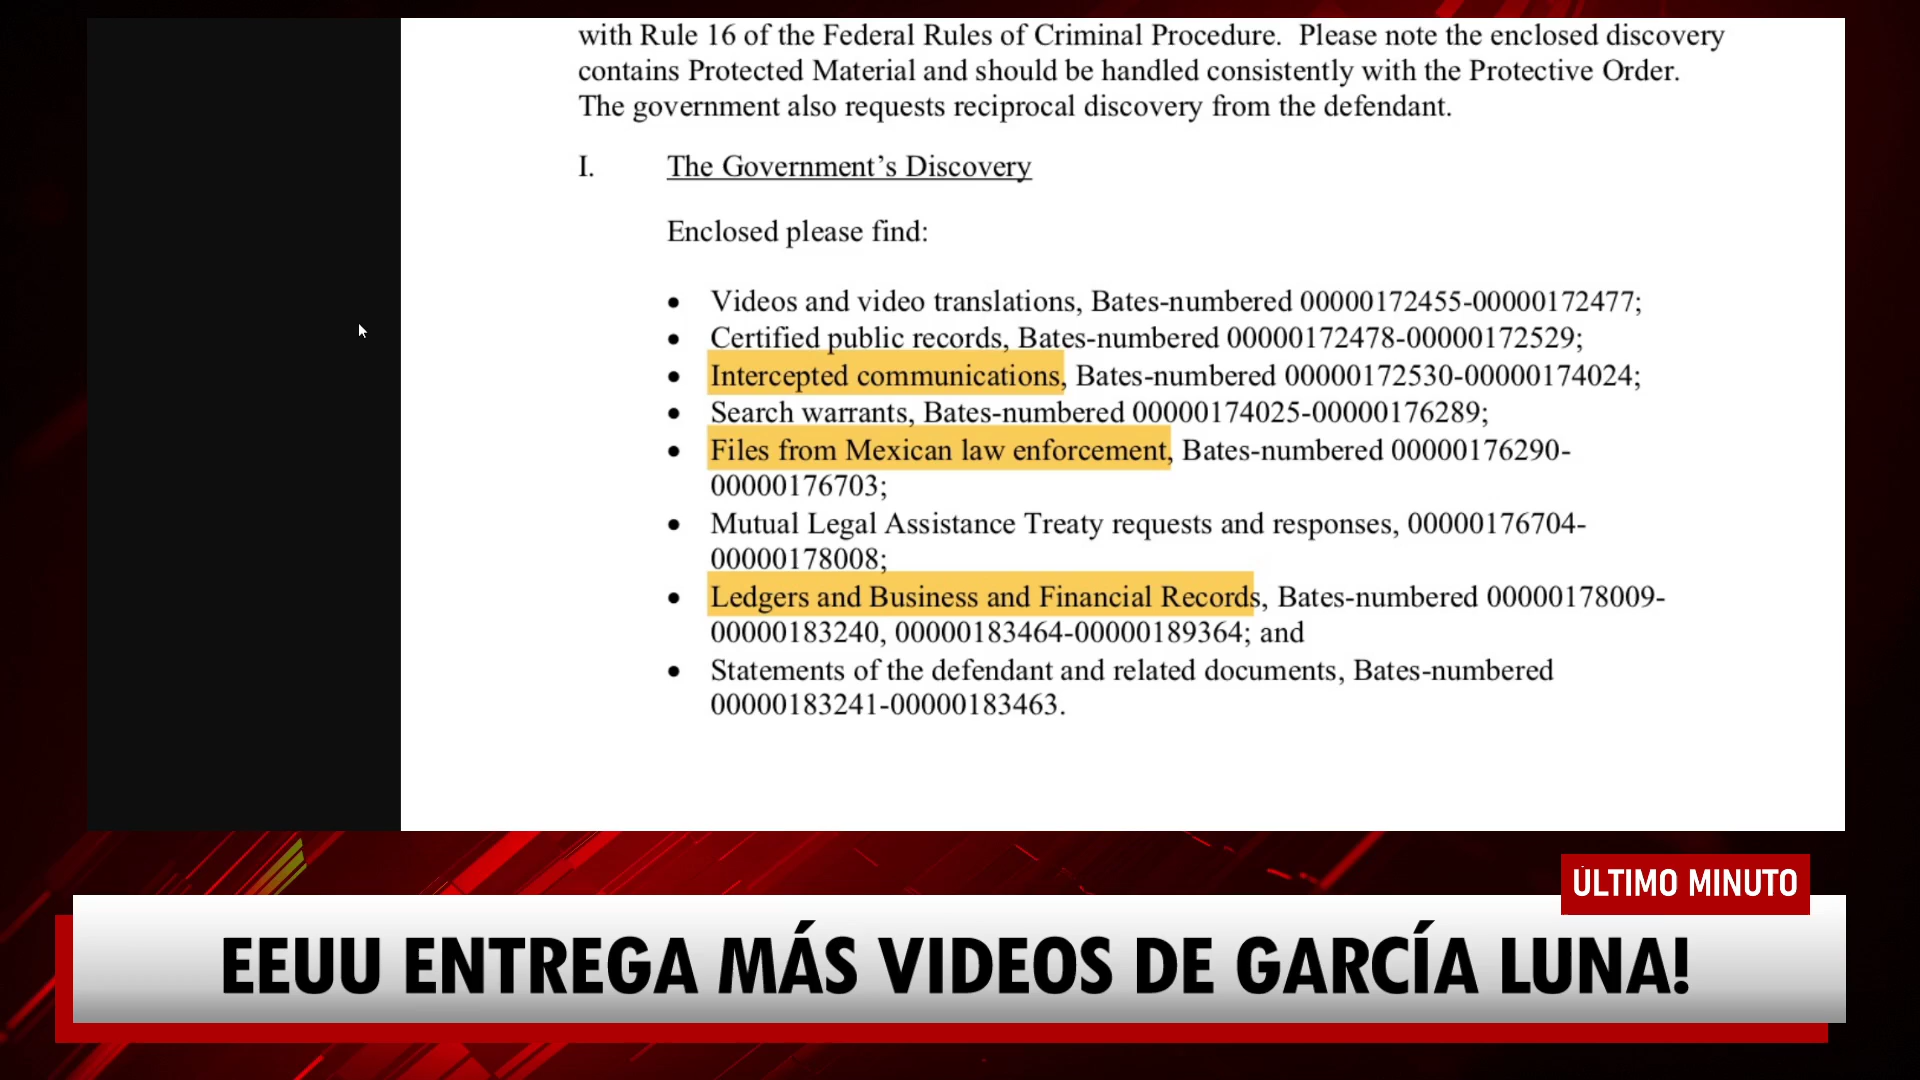 with Rule 16 of the Federal Rules of Criminal Procedure. Please note the enclosed discovery
contains Protected Material and should be handled consistently with the Protective Order.
The government also requests reciprocal discovery from the defendant.
I. The Government's Discovery
Enclosed please find:
• Videos and video translations, Bates-numbered 00000172455-00000172477;
• Certified public records, Bates-numbered 00000172478-00000172529;
• Intercepted communications, Bates-numbered 00000172530-00000174024;
• Search warrants, Bates-numbered 00000174025-00000176289;
• Files from Mexican law enforcement, Bates-numbered 00000176290-
00000176703;
• Mutual Legal Assistance Treaty requests and responses, 00000176704-
00000178008;
• Ledgers and Business and Financial Records, Bates-numbered 00000178009-
00000183240, 00000183464-00000189364; and
• Statements of the defendant and related documents, Bates-numbered
00000183241-00000183463.
ÚLTIMO MINUTO
EEUU ENTREGA MÁS VIDEOS DE GARCÍA LUNA!